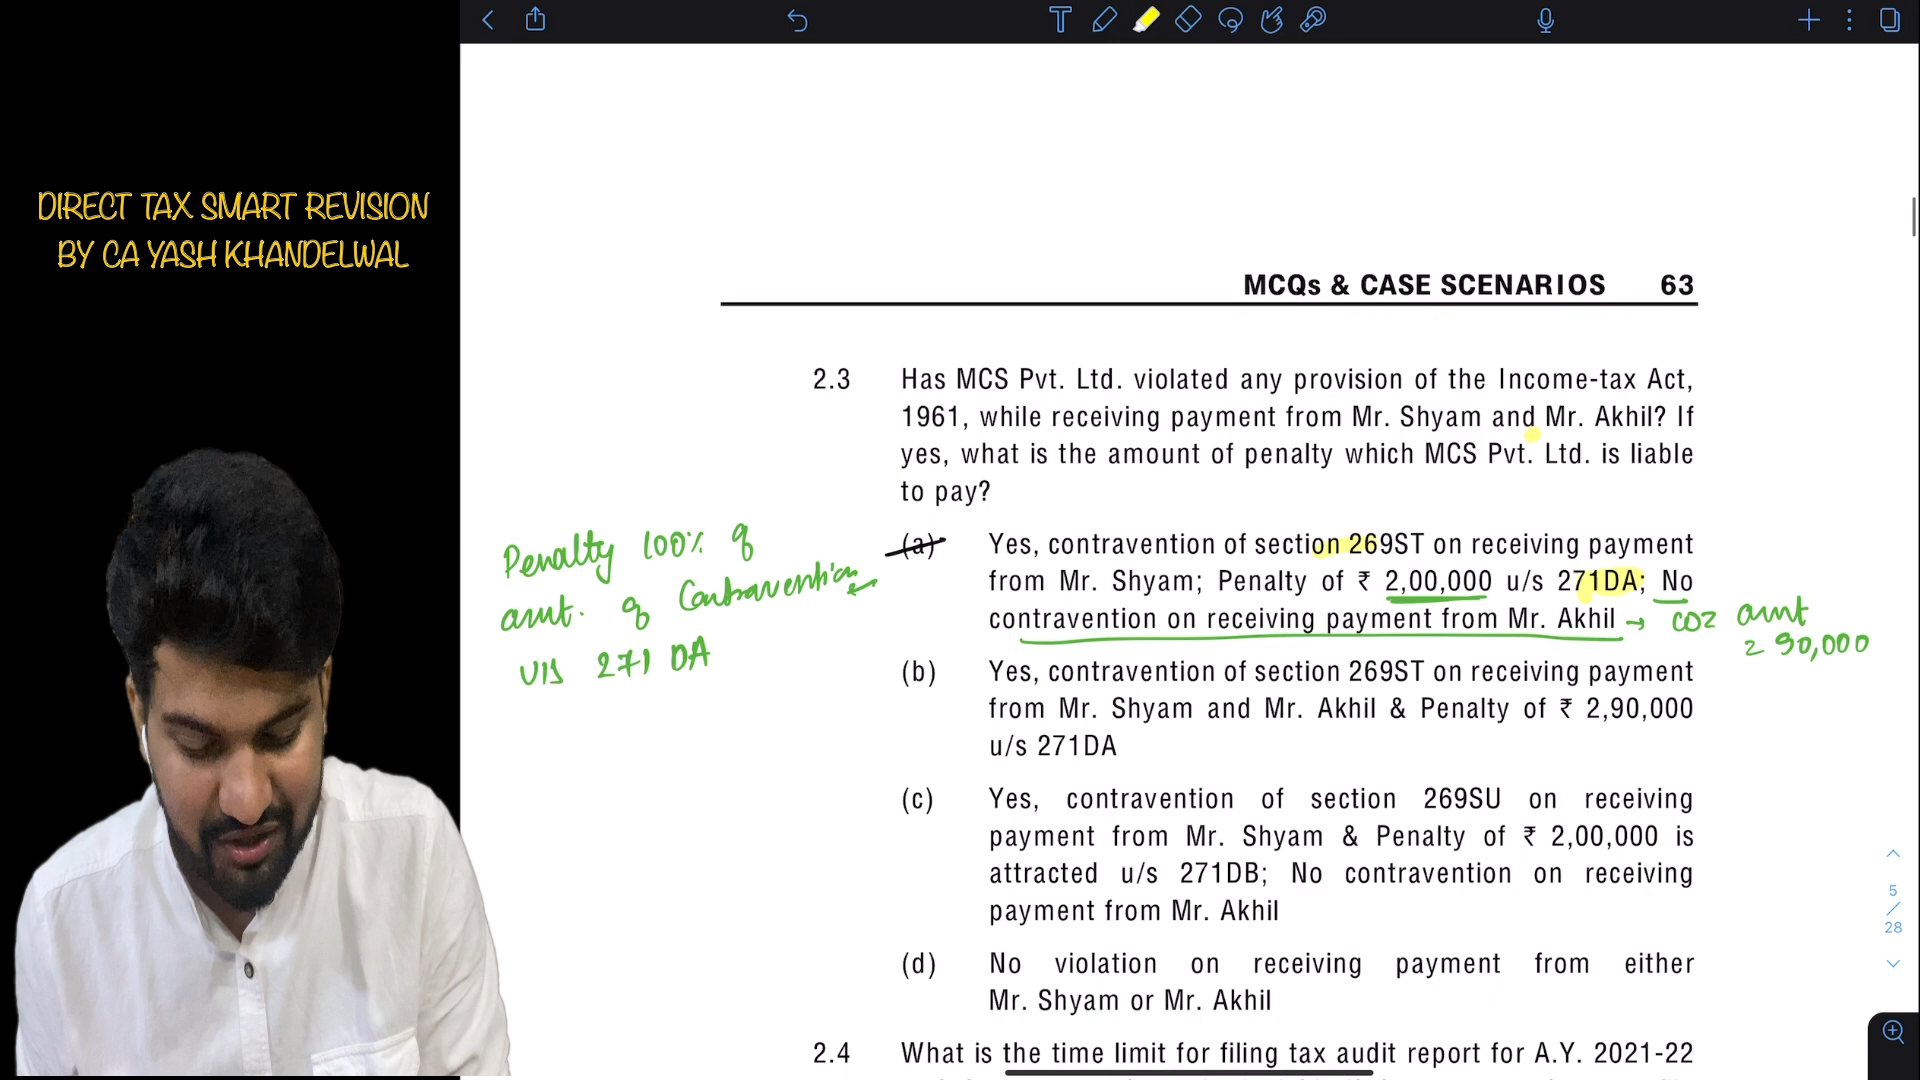 DIRECT TAX SMART REVISION
BY CA YASH KHANDELWAL
MCQs & CASE SCENARIOS 63
2.3 Has MCS Pvt. Ltd. violated any provision of the Income-tax Act,
1961, while receiving payment from Mr. Shyam and Mr. Akhil? If
yes, what is the amount of penalty which MCS Pvt. Ltd. is liable
to pay?
Penalty 100% of
amt. of Contravention
U/s 271 DA
(a) Yes, contravention of section 269ST on receiving payment
from Mr. Shyam; Penalty of ₹ 2,00,000 u/s 271DA; No
contravention on receiving payment from Mr. Akhil → coz amt
= 90,000
(b) Yes, contravention of section 269ST on receiving payment
from Mr. Shyam and Mr. Akhil & Penalty of ₹ 2,90,000
u/s 271DA
(c) Yes, contravention of section 269SU on receiving
payment from Mr. Shyam & Penalty of ₹ 2,00,000 is
attracted u/s 271DB; No contravention on receiving
payment from Mr. Akhil
(d) No violation on receiving payment from either
Mr. Shyam or Mr. Akhil
2.4 What is the time limit for filing tax audit report for A.Y. 2021-22
5
/
28